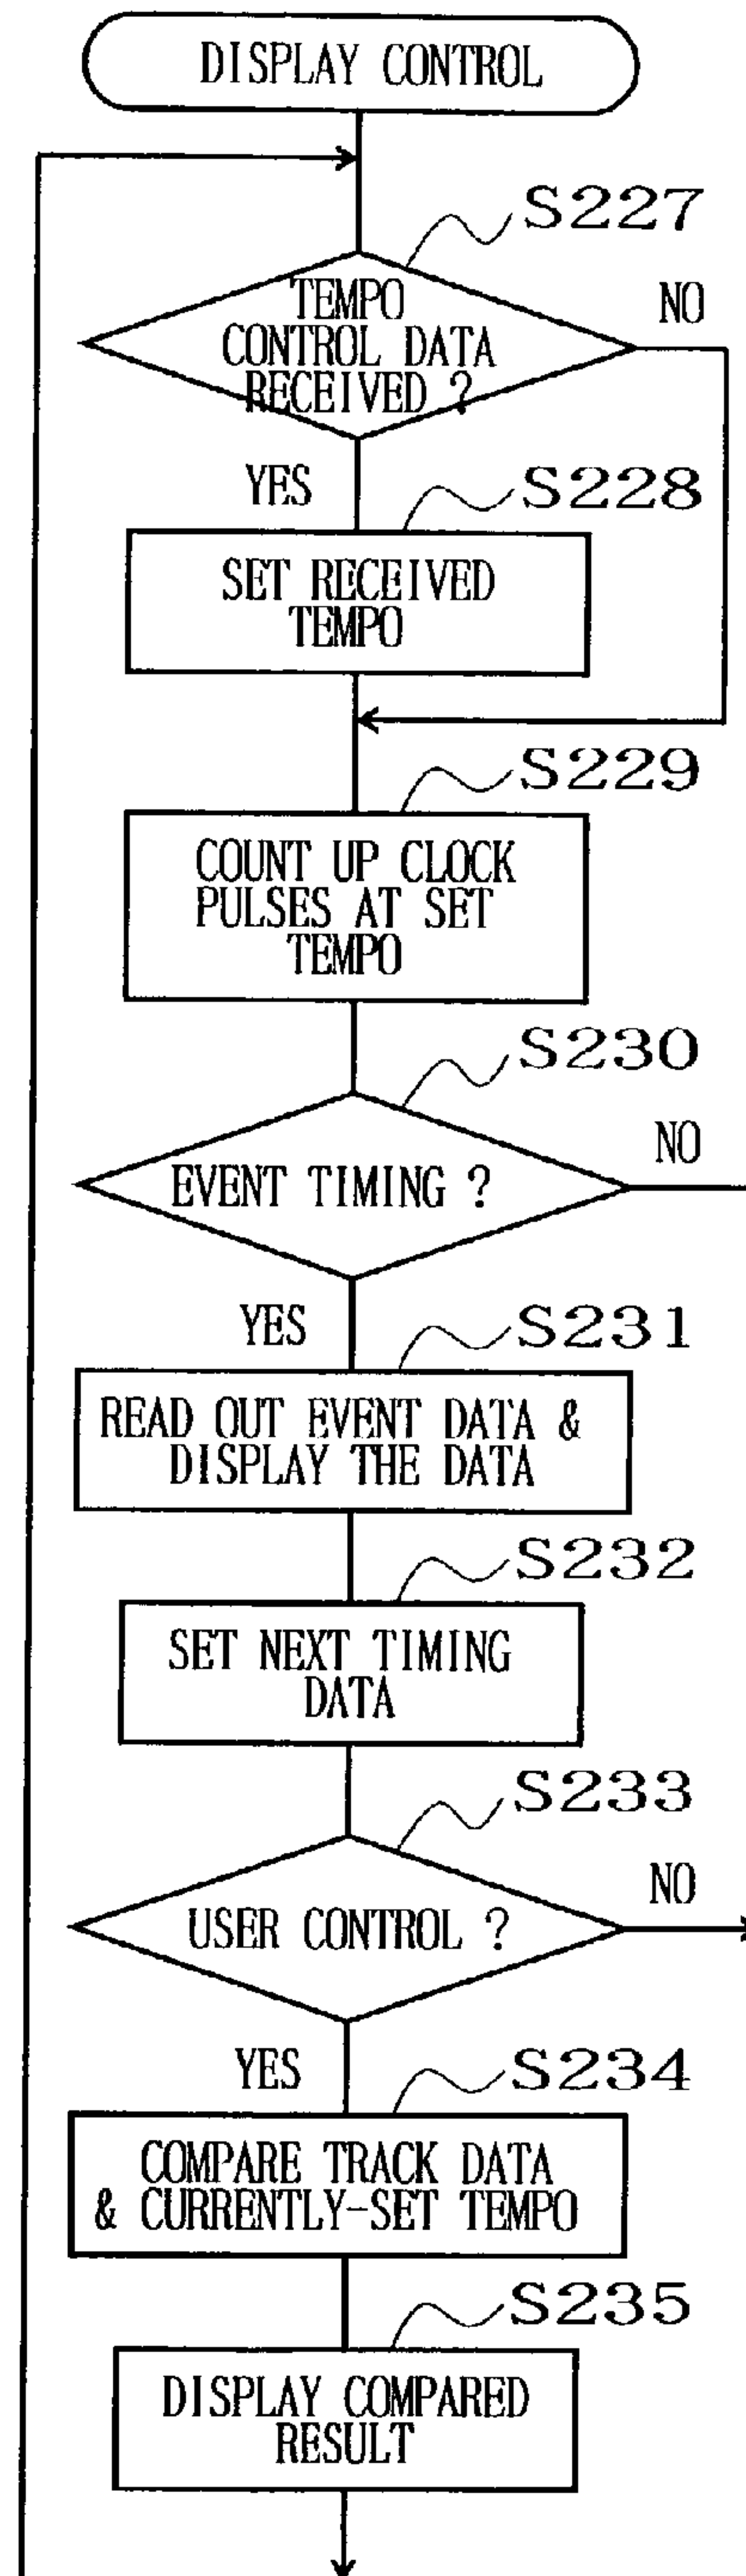 DISPLAY CONTROL
S227
TEMPO
CONTROL DATA
RECEIVED ?
NO
YES
S228
SET RECEIVED
TEMPO
S229
COUNT UP CLOCK
PULSES AT SET
TEMPO
S230
EVENT TIMING ?
NO
YES
S231
READ OUT EVENT DATA &
DISPLAY THE DATA
S232
SET NEXT TIMING
DATA
S233
USER CONTROL ?
NO
YES
S234
COMPARE TRACK DATA
& CURRENTLY-SET TEMPO
S235
DISPLAY COMPARED
RESULT